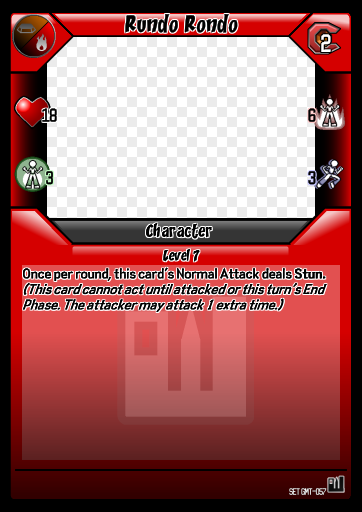 Rundo Rondo
2
18
6
3
3
Character
Level 1
Once per round, this card's Normal Attack deals Stun.
(This card cannot act until attacked or this turn's End
Phase. The attacker may attack 1 extra time.)
SET GMT-057